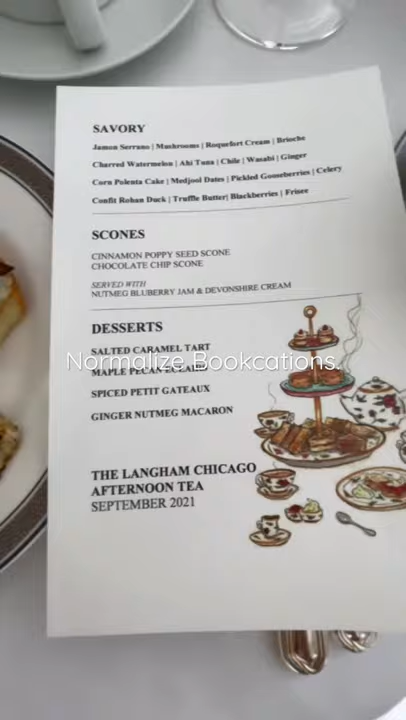 SAVORY
Jamon Serrano | Mushrooms | Roquefort Cream | Brioche
Charred Watermelon | Ahi Tuna | Chile | Wasabi | Ginger
Corn Polenta Cake | Medjool Dates | Pickled Gooseberries | Celery
Confit Rohan Duck | Truffle Butter| Blackberries | Frisee
SCONES
CINNAMON POPPY SEED SCONE
CHOCOLATE CHIP SCONE
SERVED WITH
NUTMEG BLUBERRY JAM & DEVONSHIRE CREAM
DESSERTS
SALTED CARAMEL TART
Normalize Bookcations.
MAPLE PECAN ECLAIRS
SPICED PETIT GATEAUX
GINGER NUTMEG MACARON
THE LANGHAM CHICAGO
AFTERNOON TEA
SEPTEMBER 2021